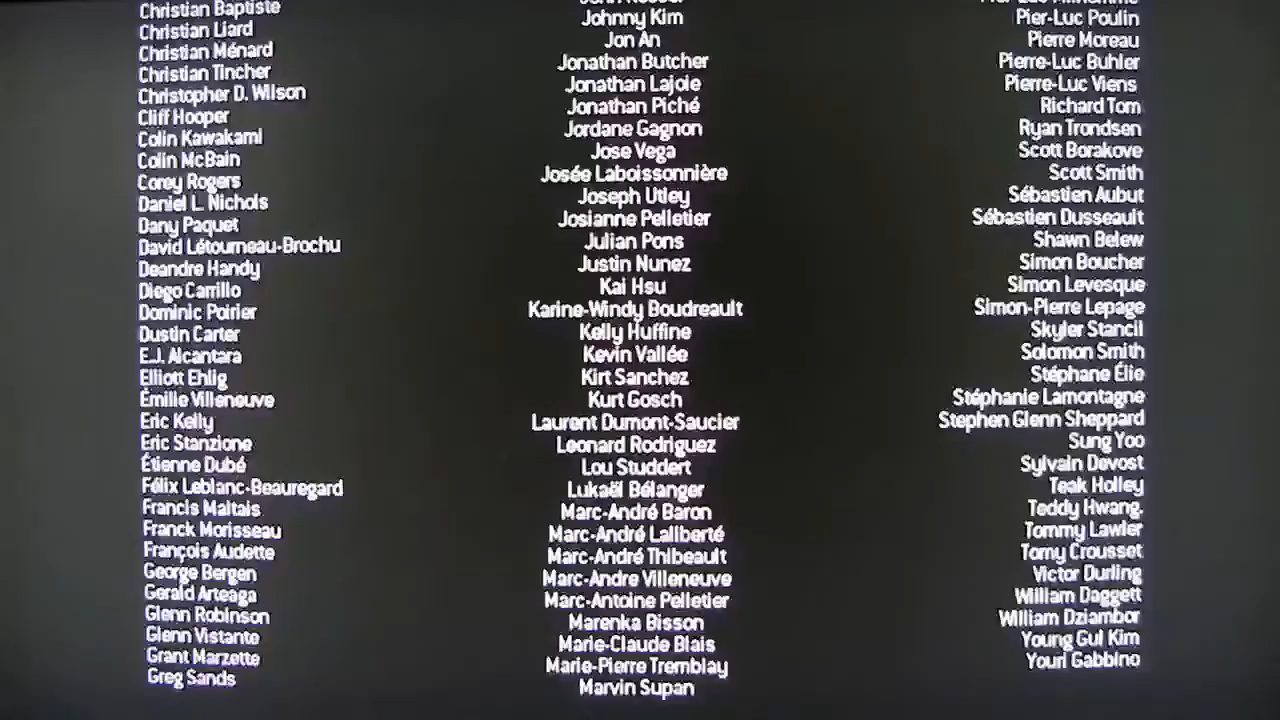 Christian Baptiste
Christian Liard
Christian Ménard
Christian Tincher
Christopher D. Wilson
Cliff Hooper
Colin Kawakami
Colin McBain
Corey Rogers
Daniel L. Nichols
Dany Paquet
David Létourneau-Brochu
Deandre Handy
Diego Carrillo
Dominic Poirier
Dustin Carter
E.J. Alcantara
Elliott Ehlig
Émilie Villeneuve
Eric Kelly
Eric Stanzione
Étienne Dubé
Félix Leblanc-Beauregard
Francis Maltais
Franck Morisseau
François Audette
George Bergen
Gerald Arteaga
Glenn Robinson
Glenn Vistante
Grant Marzette
Greg Sands
Johnny Kim
Jon An
Jonathan Butcher
Jonathan Lajoie
Jonathan Piché
Jordane Gagnon
Jose Vega
Josée Laboissonnière
Joseph Utley
Josianne Pelletier
Julian Pons
Justin Nunez
Kai Hsu
Karine-Windy Boudreault
Kelly Huffine
Kevin Vallée
Kirt Sanchez
Kurt Gosch
Laurent Dumont-Saucier
Leonard Rodriguez
Lou Studdert
Lukaël Bélanger
Marc-André Baron
Marc-André Laliberté
Marc-André Thibeault
Marc-Andre Villeneuve
Marc-Antoine Pelletier
Marenka Bisson
Marie-Claude Blais
Marie-Pierre Tremblay
Marvin Supan
Pier-Luc Poulin
Pierre Moreau
Pierre-Luc Buhler
Pierre-Luc Viens
Richard Tom
Ryan Trondsen
Scott Borakove
Scott Smith
Sébastien Aubut
Sébastien Dusseault
Shawn Belew
Simon Boucher
Simon Levesque
Simon-Pierre Lepage
Skyler Stancil
Solomon Smith
Stéphane Élie
Stéphanie Lamontagne
Stephen Glenn Sheppard
Sung Yoo
Sylvain Devost
Teak Holley
Teddy Hwang.
Tommy Lawler
Tomy Crousset
Victor Durling
William Daggett
William Dziambor
Young Gul Kim
Youri Gabbino